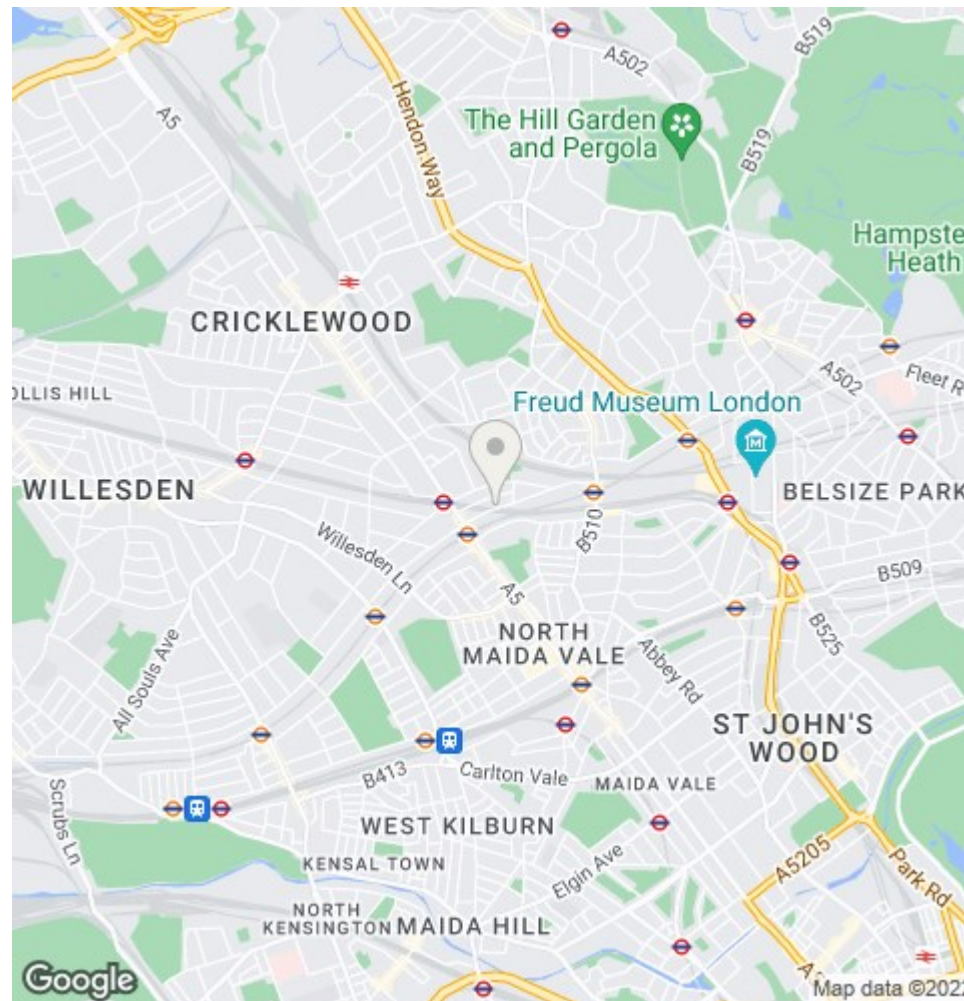 A502
B519
A5
Hendon Way
The Hill Garden
and Pergola
B519
Hampste
Heath
CRICKLEWOOD
A502
Fleet R
OLLIS HILL
Freud Museum London
WILLESDEN
BELSIZE PARK
B510
Willesden Ln
A5
B509
NORTH
MAIDA VALE
Abbey Rd
B525
All Souls Ave
ST JOHN'S
WOOD
B413
Carlton Vale
MAIDA VALE
Scrubs Ln
WEST KILBURN
KENSAL TOWN
Elgin Ave
A5205
Park Rd
NORTH
KENSINGTON
MAIDA HILL
Google
Map data ©2022